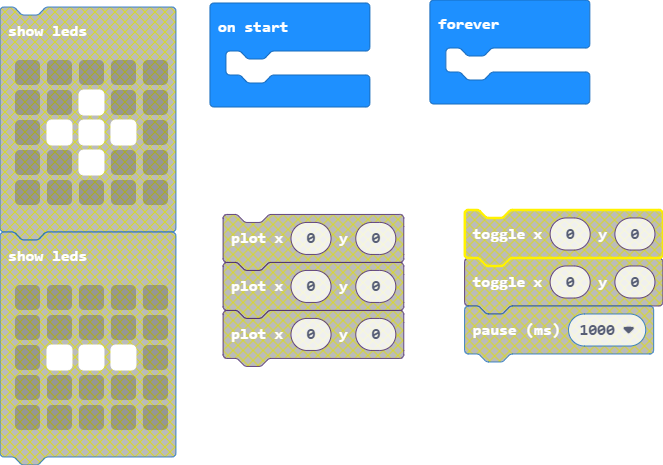 show leds
on start
forever
plot x 0 y 0
plot x 0 y 0
plot x 0 y 0
toggle x 0 y 0
toggle x 0 y 0
pause (ms) 1000
show leds